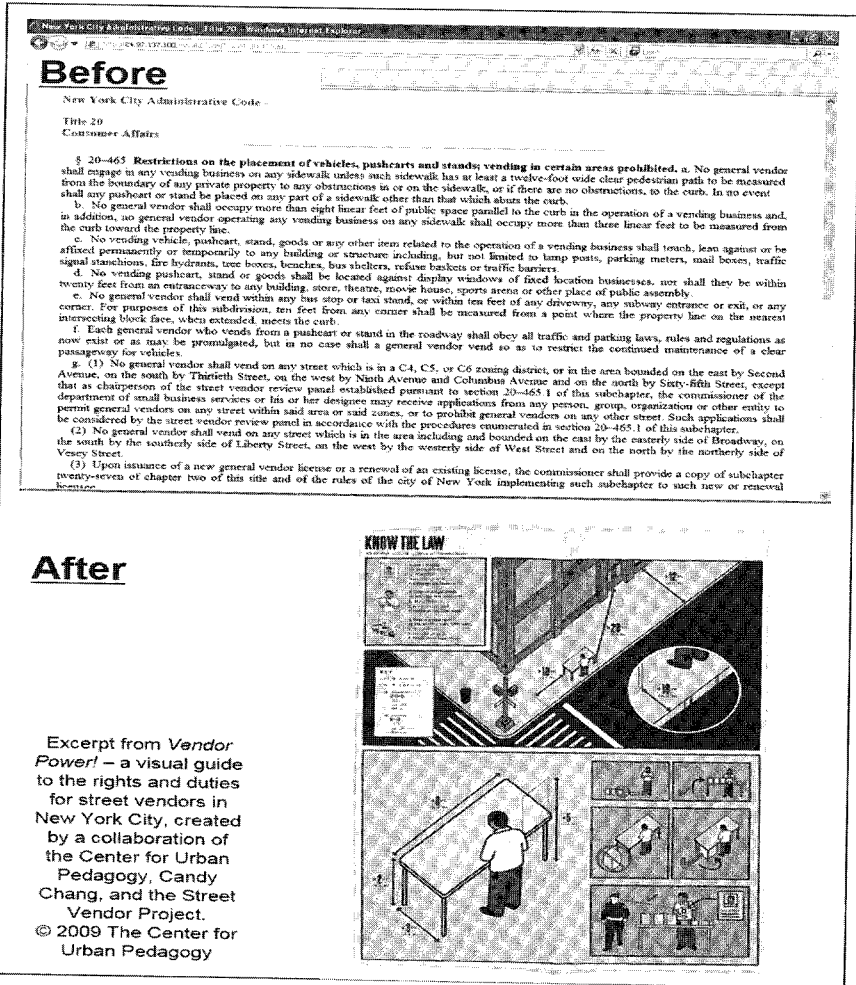 New York City Administrative Code - Title 20 - Windows Internet Explorer
Before
New York City Administrative Code -
Title 20
Consumer Affairs
§ 20-465 Restrictions on the placement of vehicles, pushcarts and stands; vending in certain areas prohibited. a. No general vendor
shall engage in any vending business on any sidewalk unless such sidewalk has at least a twelve-foot wide clear pedestrian path to be measured
from the boundary of any private property to any obstructions in or on the sidewalk, or if there are no obstructions, to the curb. In no event
shall any pushcart or stand be placed on any part of a sidewalk other than that which abuts the curb.
b. No general vendor shall occupy more than eight linear feet of public space parallel to the curb in the operation of a vending business and,
in addition, no general vendor operating any vending business on any sidewalk shall occupy more than three linear feet to be measured from
the curb toward the property line.
c. No vending vehicle, pushcart, stand, goods or any other item related to the operation of a vending business shall touch, lean against or be
affixed permanently or temporarily to any building or structure including, but not limited to lamp posts, parking meters, mail boxes, traffic
signal stanchions, fire hydrants, tree boxes, benches, bus shelters, refuse baskets or traffic barriers.
d. No vending pushcart, stand or goods shall be located against display windows of fixed location businesses, nor shall they be within
twenty feet from an entranceway to any building, store, theatre, movie house, sports arena or other place of public assembly.
e. No general vendor shall vend within any bus stop or taxi stand, or within ten feet of any driveway, any subway entrance or exit, or any
corner. For purposes of this subdivision, ten feet from any corner shall be measured from a point where the property line on the nearest
intersecting block face, when extended, meets the curb.
f. Each general vendor who vends from a pushcart or stand in the roadway shall obey all traffic and parking laws, rules and regulations as
now exist or as may be promulgated, but in no case shall a general vendor vend so as to restrict the continued maintenance of a clear
passageway for vehicles.
g. (1) No general vendor shall vend on any street which is in a C4, C5, or C6 zoning district, or in the area bounded on the east by Second
Avenue, on the south by Thirtieth Street, on the west by Ninth Avenue and Columbus Avenue and on the north by Sixty-fifth Street, except
that as chairperson of the street vendor review panel established pursuant to section 20-465.1 of this subchapter, the commissioner of the
department of small business services or his or her designee may receive applications from any person, group, organization or other entity to
permit general vendors on any street within said area or said zones, or to prohibit general vendors on any other street. Such applications shall
be considered by the street vendor review panel in accordance with the procedures enumerated in section 20-465.1 of this subchapter.
(2) No general vendor shall vend on any street which is in the area including and bounded on the east by the easterly side of Broadway, on
the south by the southerly side of Liberty Street, on the west by the westerly side of West Street and on the north by the northerly side of
Vesey Street.
(3) Upon issuance of a new general vendor license or a renewal of an existing license, the commissioner shall provide a copy of subchapter
twenty-seven of chapter two of this title and of the rules of the city of New York implementing such subchapter to such new or renewal
licensee
After
KNOW THE LAW
Excerpt from Vendor
Power! – a visual guide
to the rights and duties
for street vendors in
New York City, created
by a collaboration of
the Center for Urban
Pedagogy, Candy
Chang, and the Street
Vendor Project.
© 2009 The Center for
Urban Pedagogy